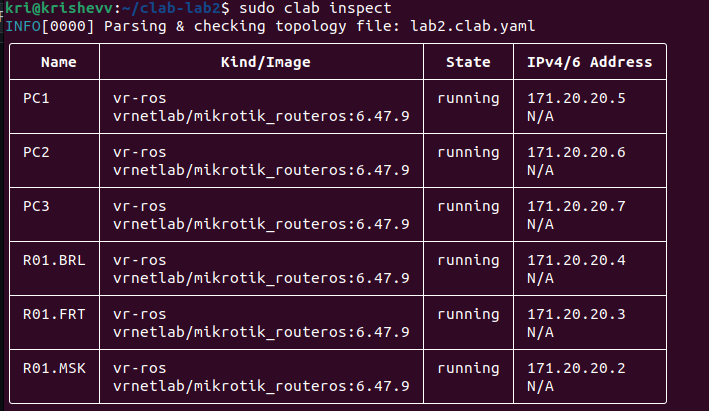 kri@krishevv:~/clab-lab2$ sudo clab inspect
INFO[0000] Parsing & checking topology file: lab2.clab.yaml
Name Kind/Image State IPv4/6 Address
PC1 vr-ros running 171.20.20.5
vrnetlab/mikrotik_routeros:6.47.9 N/A
PC2 vr-ros running 171.20.20.6
vrnetlab/mikrotik_routeros:6.47.9 N/A
PC3 vr-ros running 171.20.20.7
vrnetlab/mikrotik_routeros:6.47.9 N/A
R01.BRL vr-ros running 171.20.20.4
vrnetlab/mikrotik_routeros:6.47.9 N/A
R01.FRT vr-ros running 171.20.20.3
vrnetlab/mikrotik_routeros:6.47.9 N/A
R01.MSK vr-ros running 171.20.20.2
vrnetlab/mikrotik_routeros:6.47.9 N/A